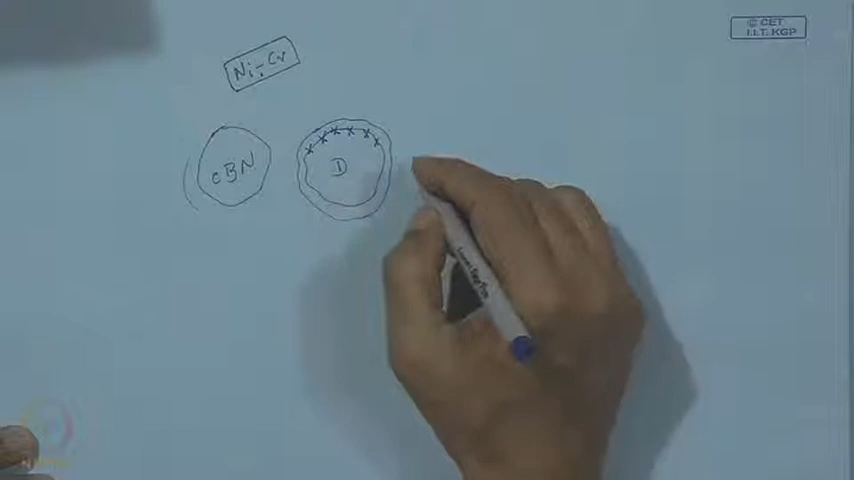 © CET
I.I.T. KGP
Ni-Cr
cBN
D